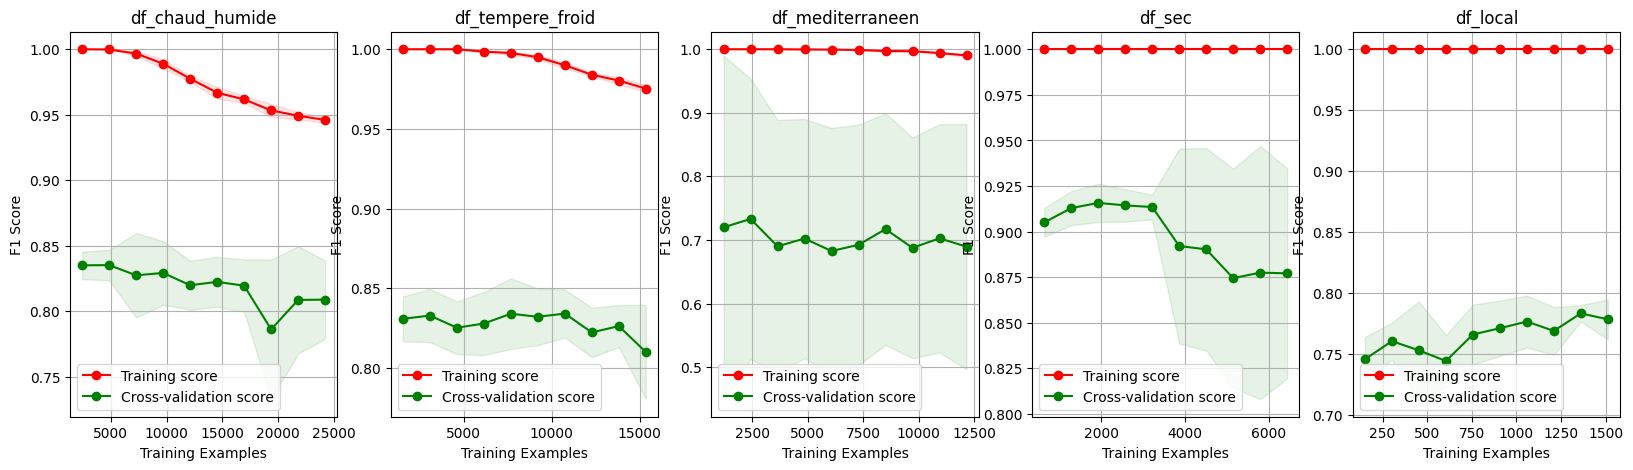 df_chaud_humide
1.00
0.95
0.90
0.85
0.80
0.75
F1 Score
Training score
Cross-validation score
5000 10000 15000 20000 25000
Training Examples
df_tempere_froid
1.00
0.95
0.90
0.85
0.80
F1 Score
Training score
Cross-validation score
5000 10000 15000
Training Examples
df_mediterraneen
1.0
0.9
0.8
0.7
0.6
0.5
F1 Score
Training score
Cross-validation score
2500 5000 7500 10000 12500
Training Examples
df_sec
1.000
0.975
0.950
0.925
0.900
0.875
0.850
0.825
0.800
F1 Score
Training score
Cross-validation score
2000 4000 6000
Training Examples
df_local
1.00
0.95
0.90
0.85
0.80
0.75
0.70
F1 Score
Training score
Cross-validation score
250 500 750 1000 1250 1500
Training Examples